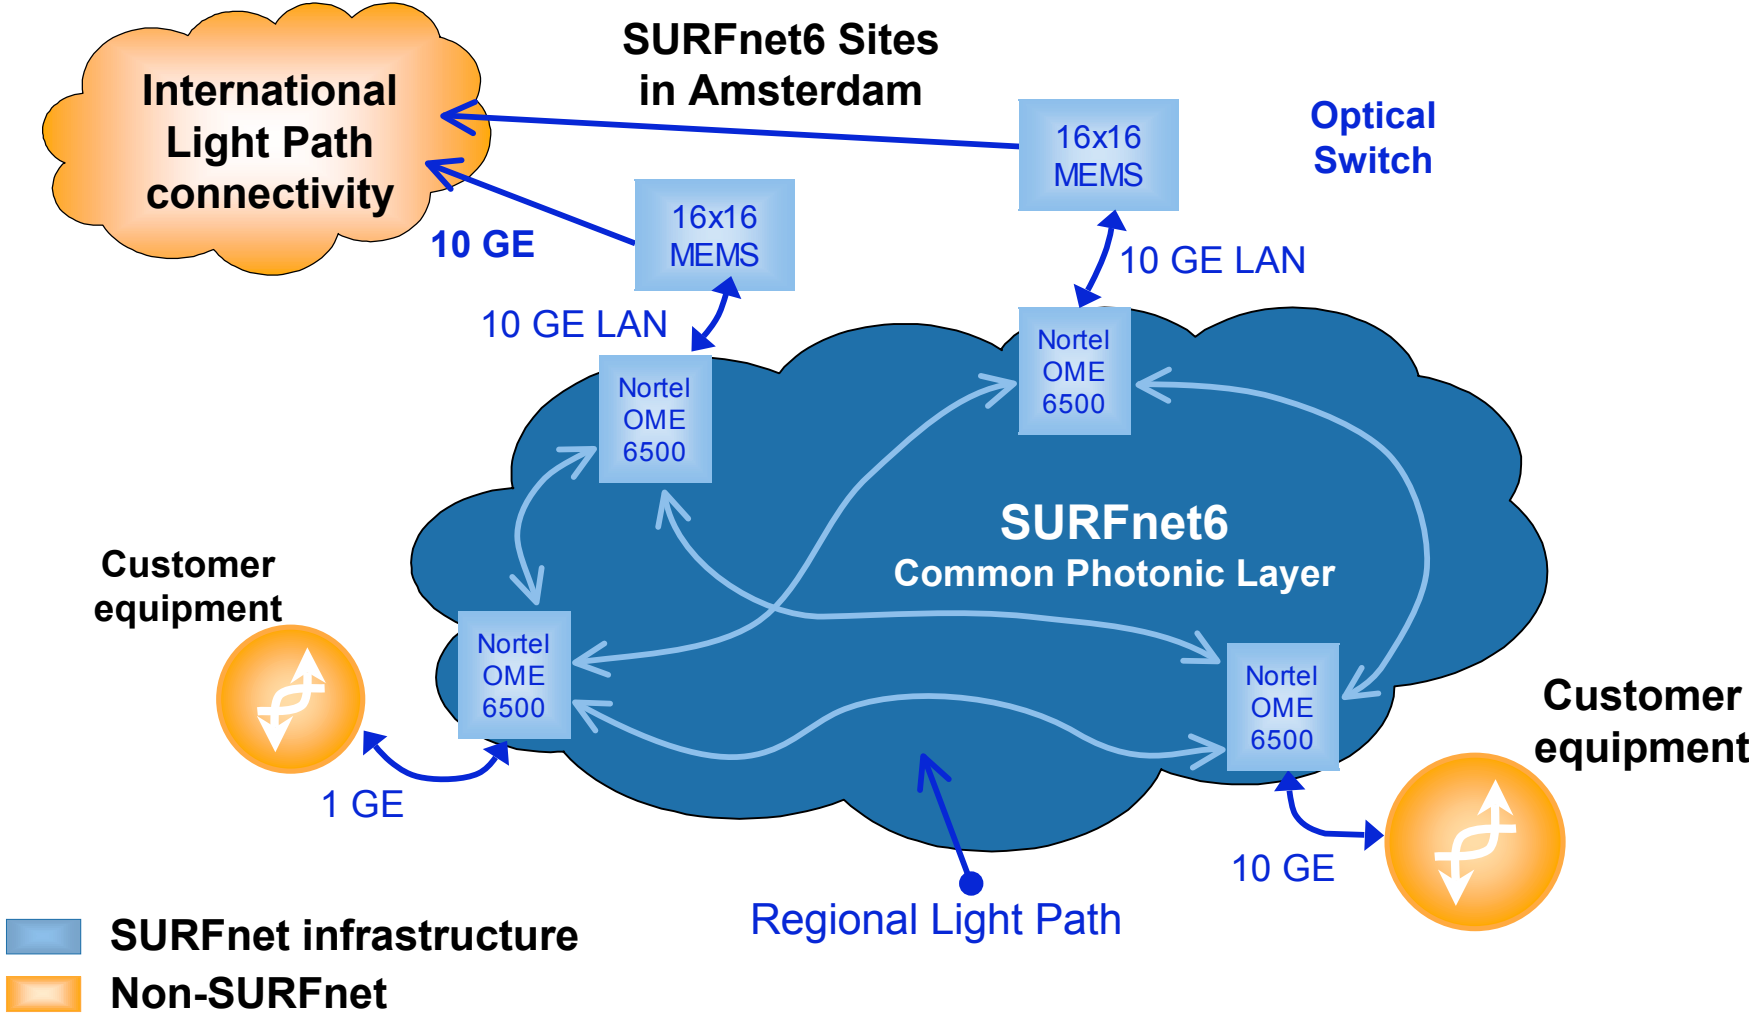 SURFnet6 Sites
in Amsterdam
International
Light Path
connectivity
16x16
MEMS
Optical
Switch
16x16
MEMS
10 GE
10 GE LAN
10 GE LAN
Nortel
OME
6500
Nortel
OME
6500
SURFnet6
Common Photonic Layer
Customer
equipment
Nortel
OME
6500
Nortel
OME
6500
Customer
equipment
1 GE
10 GE
Regional Light Path
SURFnet infrastructure
Non-SURFnet